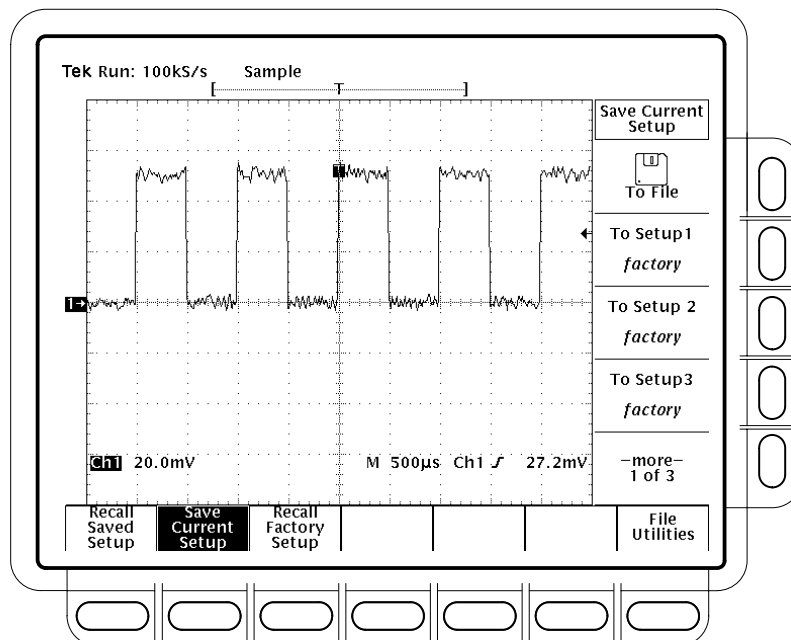 Tek Run: 100kS/s Sample
[ T ]
Save Current
Setup
To File
To Setup1
factory
To Setup 2
factory
To Setup3
factory
–more–
1 of 3
T
1→
Ch1 20.0mV M 500µs Ch1 27.2mV
Recall
Saved
Setup
Save
Current
Setup
Recall
Factory
Setup
File
Utilities